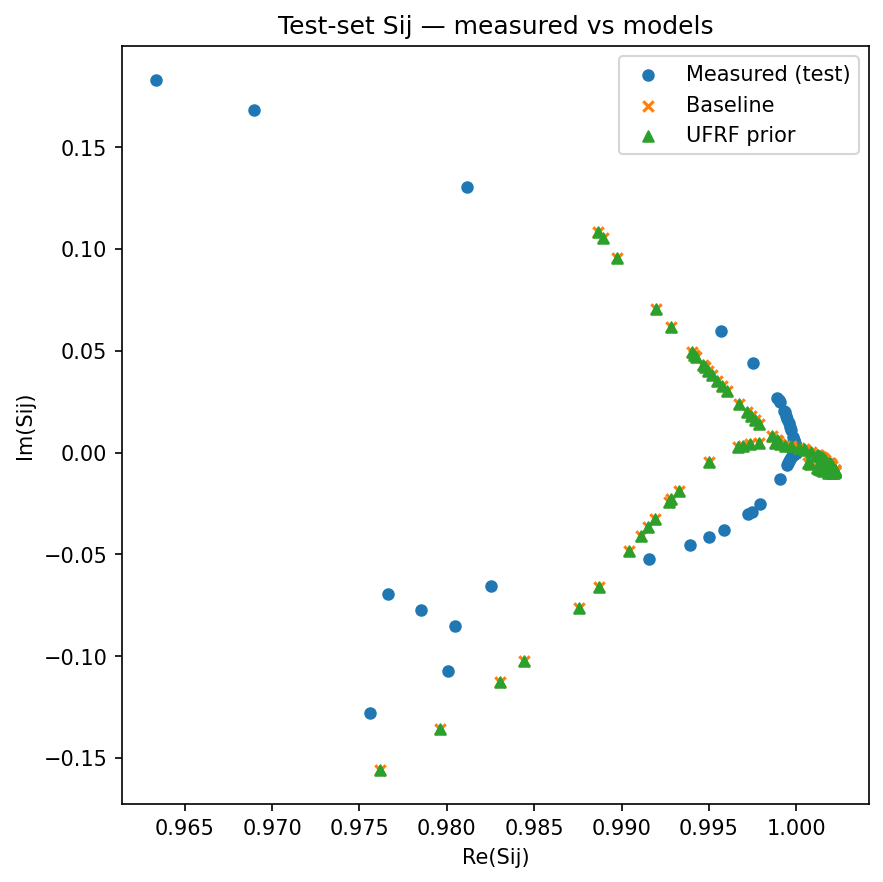 Test-set Sij — measured vs models
Measured (test)
Baseline
UFRF prior
Im(Sij)
0.15
0.10
0.05
0.00
−0.05
−0.10
−0.15
0.965 0.970 0.975 0.980 0.985 0.990 0.995 1.000
Re(Sij)